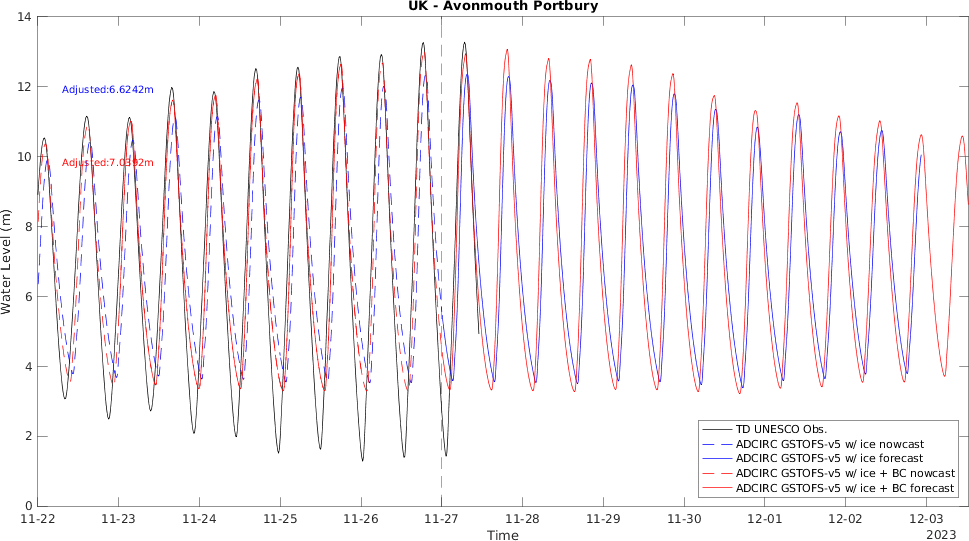 UK - Avonmouth Portbury
14
12
10
8
6
4
2
0
Water Level (m)
Adjusted:6.6242m
Adjusted:7.0392m
TD UNESCO Obs.
ADCIRC GSTOFS-v5 w/ ice nowcast
ADCIRC GSTOFS-v5 w/ ice forecast
ADCIRC GSTOFS-v5 w/ ice + BC nowcast
ADCIRC GSTOFS-v5 w/ ice + BC forecast
11-22 11-23 11-24 11-25 11-26 11-27 11-28 11-29 11-30 12-01 12-02 12-03
Time
2023